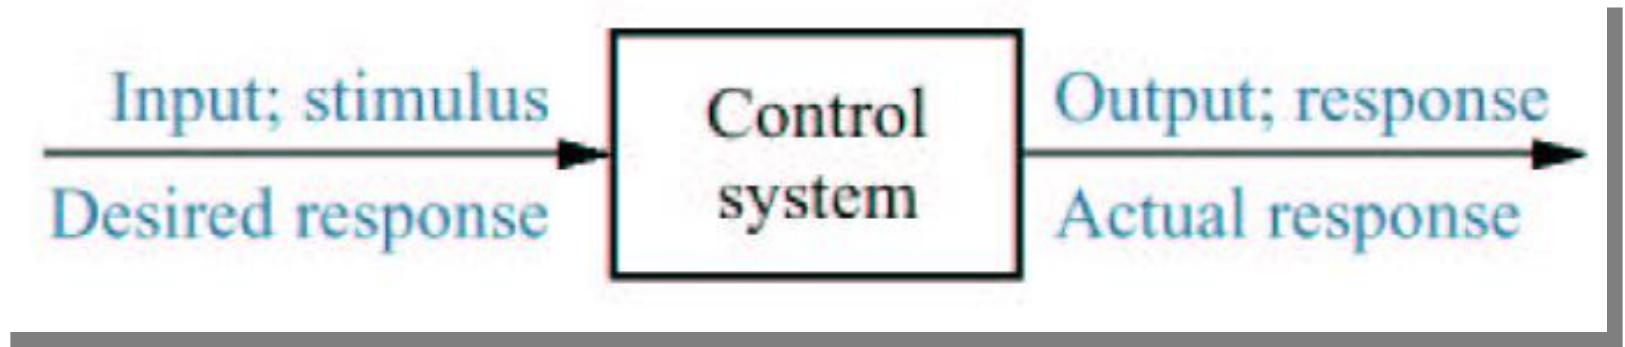 Input; stimulus
Desired response
Control
system
Output; response
Actual response